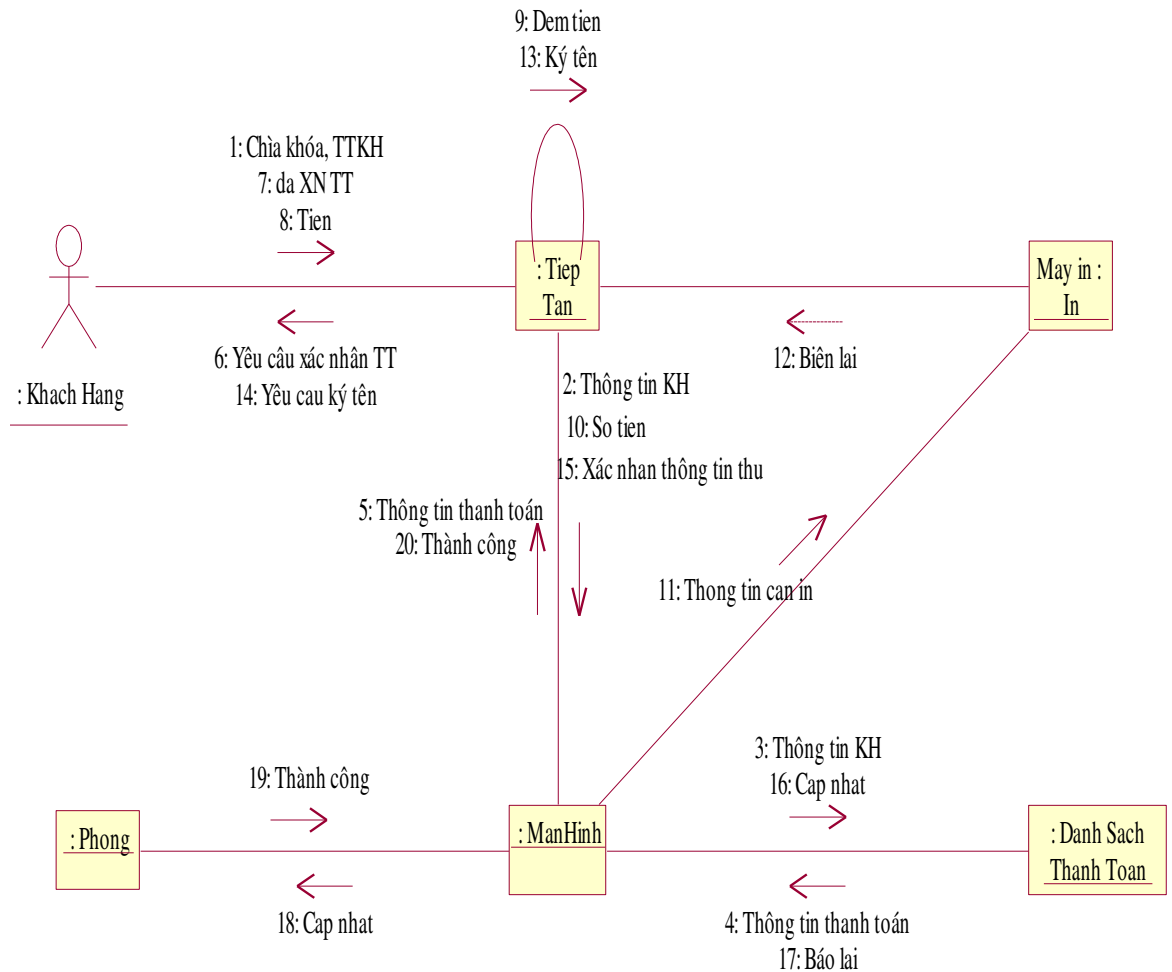 9: Dem tien
13: Ký tên
1: Chìa khóa, TTKH
7: da XN TT
8: Tien
: Tiep
Tan
May in :
In
6: Yêu câu xác nhân TT
14: Yêu cau ký tên
12: Biên lai
: Khach Hang
2: Thông tin KH
10: So tien
15: Xác nhan thông tin thu
5: Thông tin thanh toán
20: Thành công
11: Thong tin can in
3: Thông tin KH
16: Cap nhat
19: Thành công
: Phong
: ManHinh
: Danh Sach
Thanh Toan
18: Cap nhat
4: Thông tin thanh toán
17: Báo lai